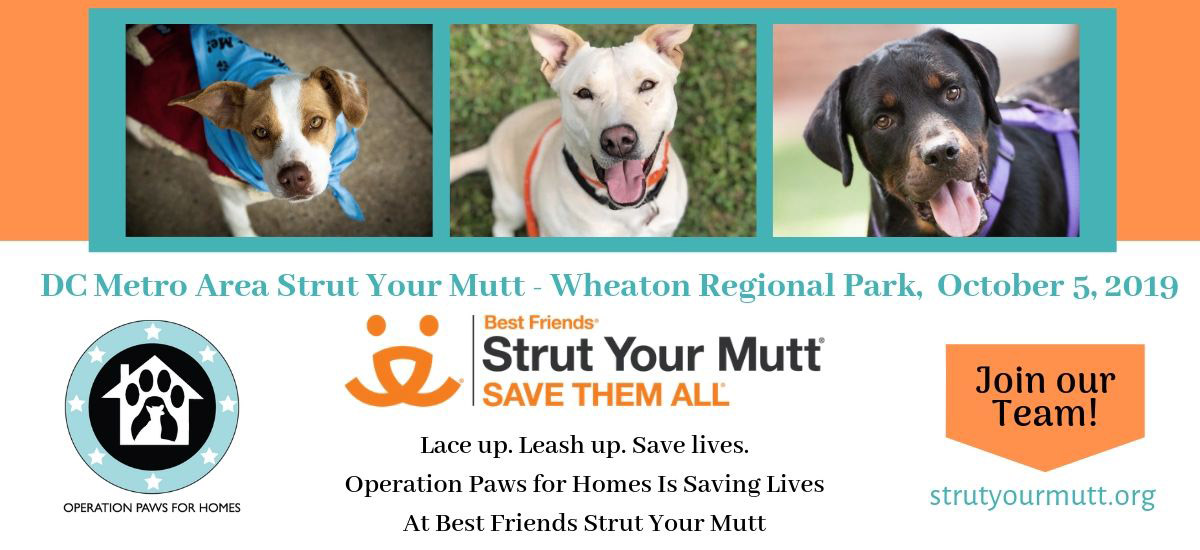 Me!
DC Metro Area Strut Your Mutt - Wheaton Regional Park, October 5, 2019
Best Friends®
Strut Your Mutt®
SAVE THEM ALL®
Lace up. Leash up. Save lives.
Operation Paws for Homes Is Saving Lives
At Best Friends Strut Your Mutt
OPERATION PAWS FOR HOMES
Join our
Team!
strutyourmutt.org